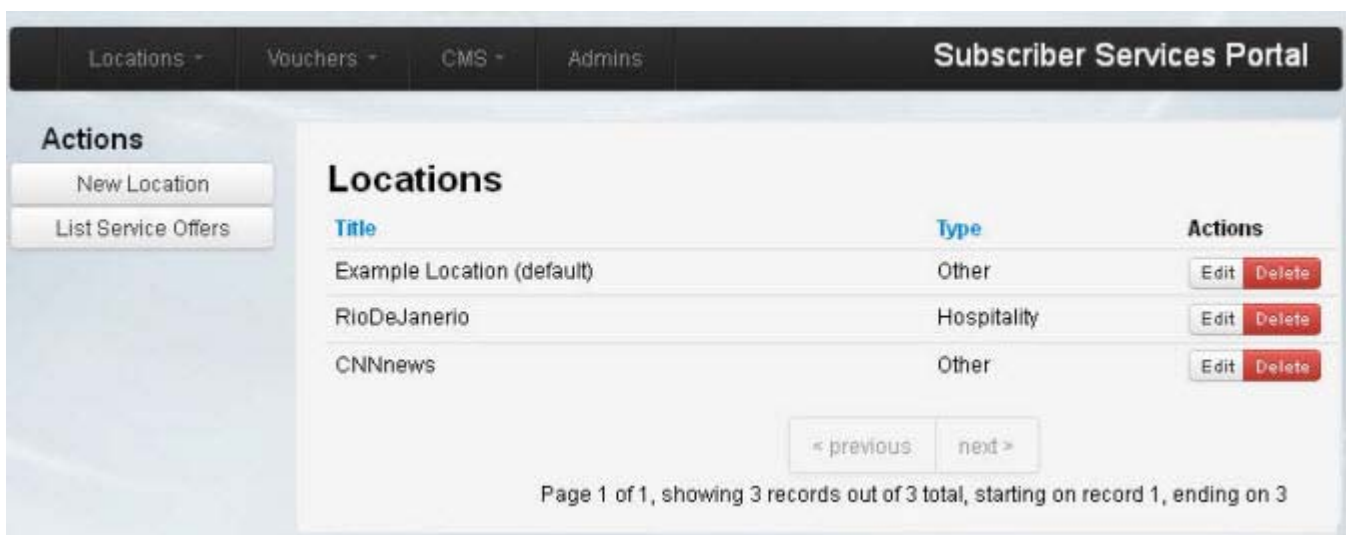 Locations Vouchers CMS Admins Subscriber Services Portal
Actions
New Location
List Service Offers
Locations
Title Type Actions
Example Location (default) Other Edit Delete
RioDeJanerio Hospitality Edit Delete
CNNnews Other Edit Delete
< previous next >
Page 1 of 1, showing 3 records out of 3 total, starting on record 1, ending on 3